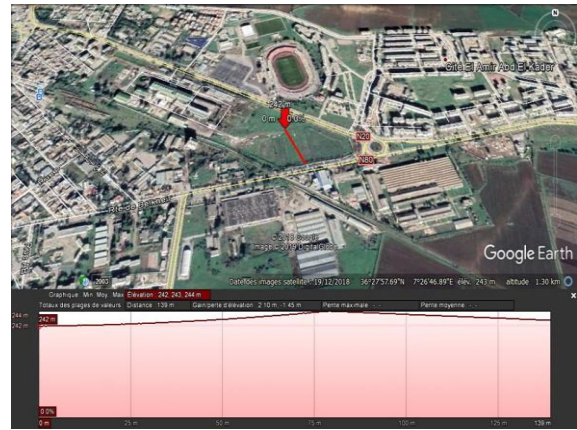 Cité El Amir Abd El Kader
242 m
0 m 0.0%
N20
N80
Google Earth
2003
Date des images satellite : 19/12/2018 36°27'57.69"N 7°26'46.89"E élév. 243 m altitude 1.30 km
Graphique Min. Moy. Max. Élévation : 242, 243, 244 m
Totaux des plages de valeurs : Distance : 139 m Gain/perte d'élévation : 2.10 m, -1.45 m Pente maximale : -, - Pente moyenne : -, -
244 m
242 m
242 m
0.0%
0 m 25 m 50 m 75 m 100 m 125 m 139 m